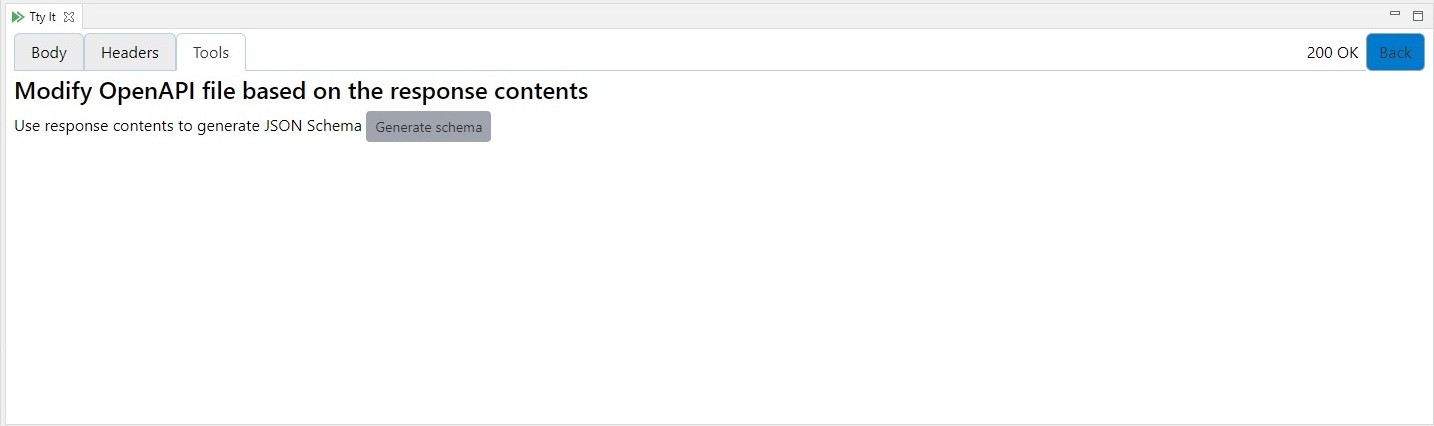 Tty It
Body Headers Tools 200 OK Back
Modify OpenAPI file based on the response contents
Use response contents to generate JSON Schema Generate schema